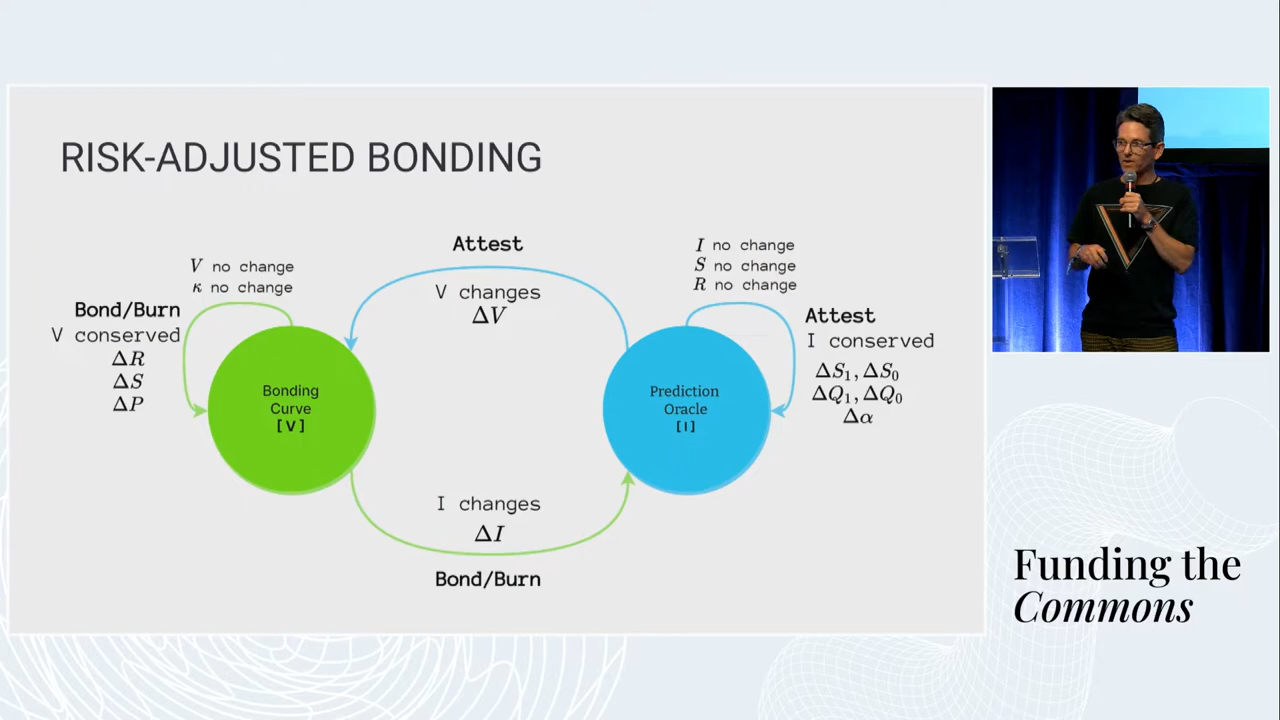 RISK-ADJUSTED BONDING
Attest
V changes
ΔV
V no change
κ no change
Bond/Burn
V conserved
ΔR
ΔS
ΔP
Bonding
Curve
[V]
I no change
S no change
R no change
Attest
I conserved
ΔS₁, ΔS₀
ΔQ₁, ΔQ₀
Δα
Prediction
Oracle
[I]
I changes
ΔI
Bond/Burn
Funding the
Commons